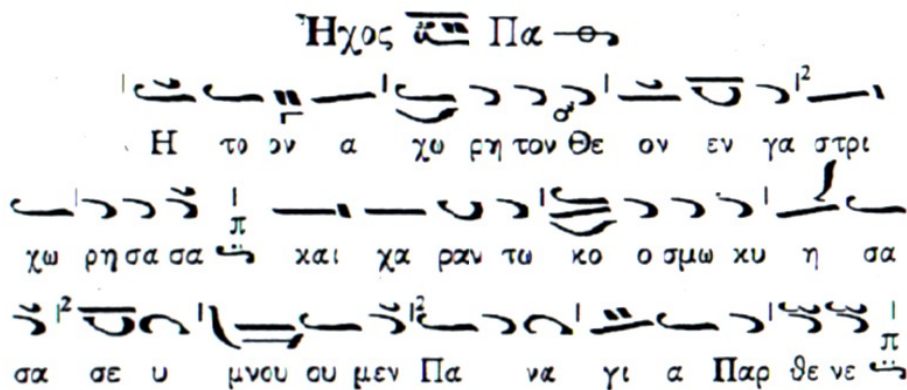 Ἦχος Πα
Η το ον α χω ρη τον Θε ον εν γα στρι
χω ρη σα σα και χα ραν τω κο ο σμω κυ η σα
σα σε υ μνου ου μεν Πα να γι α Παρ θε νε